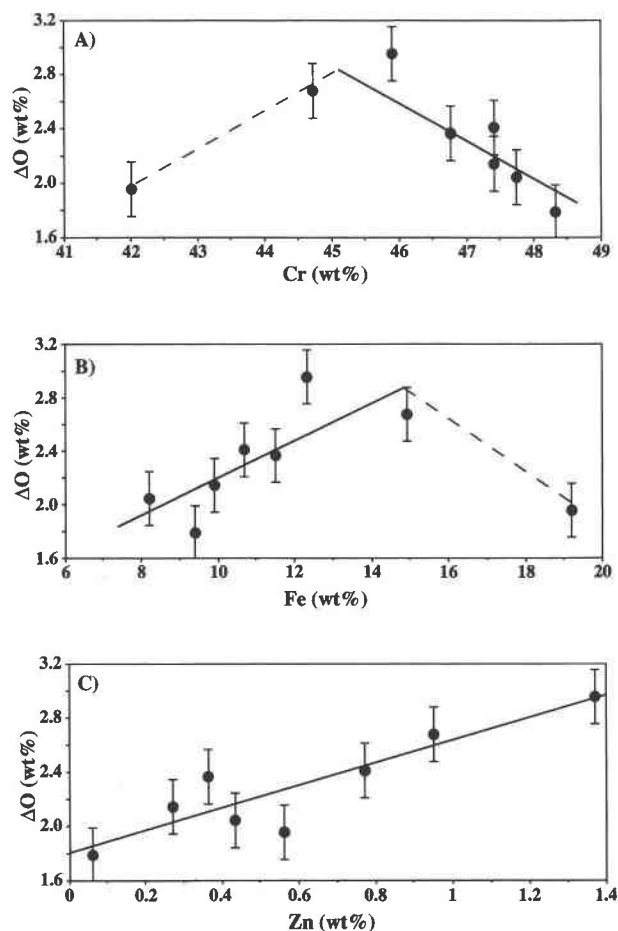 A)
ΔO (wt%)
3.2
2.8
2.4
2.0
1.6
41 42 43 44 45 46 47 48 49
Cr (wt%)
B)
ΔO (wt%)
3.2
2.8
2.4
2.0
1.6
6 8 10 12 14 16 18 20
Fe (wt%)
C)
ΔO (wt%)
3.2
2.8
2.4
2.0
1.6
0 0.2 0.4 0.6 0.8 1 1.2 1.4
Zn (wt%)